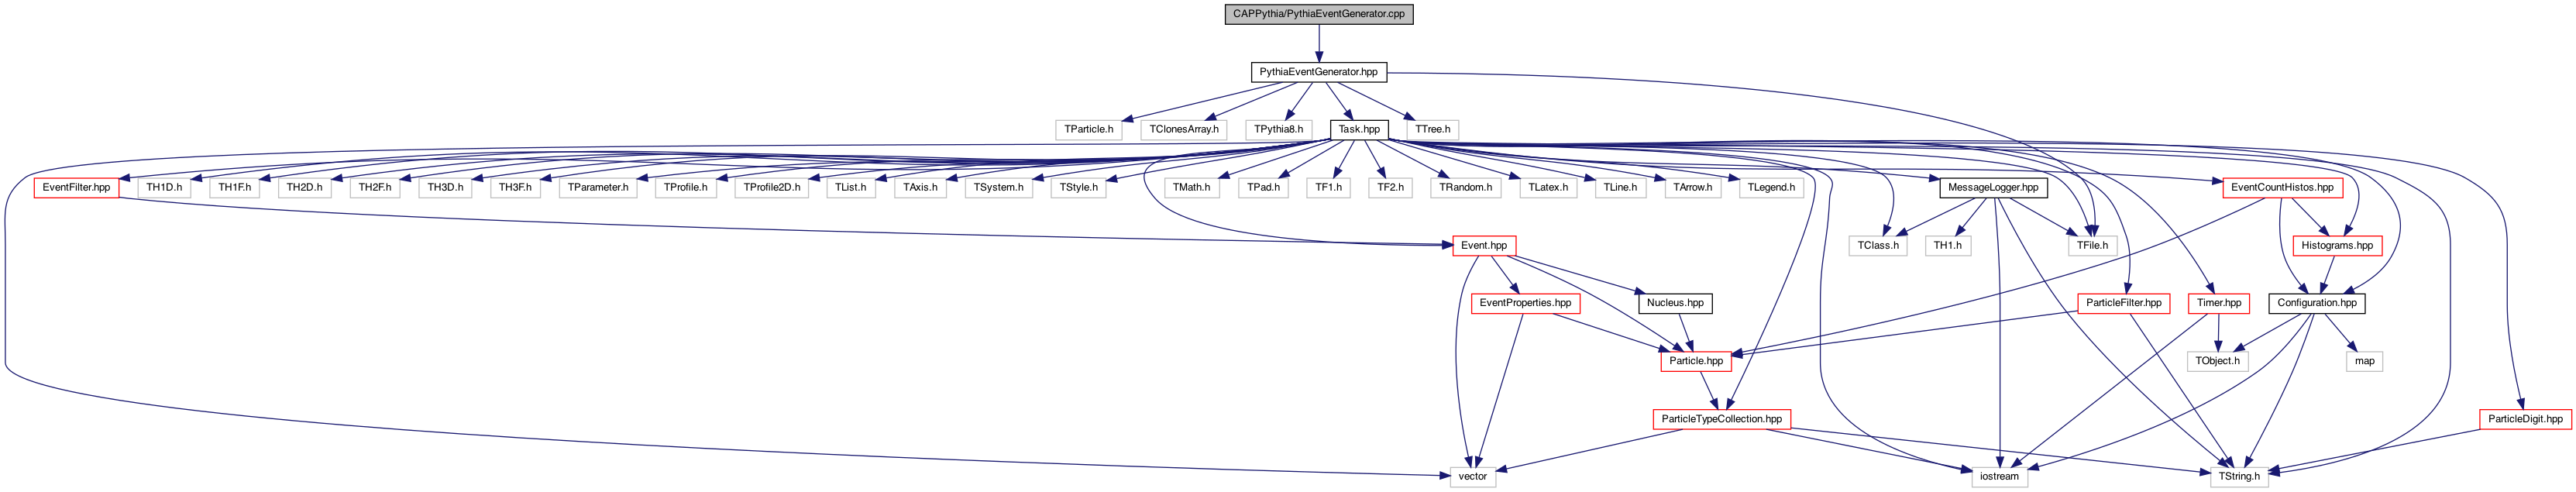 CAPPythia/PythiaEventGenerator.cpp
PythiaEventGenerator.hpp
TParticle.h
TClonesArray.h
TPythia8.h
Task.hpp
TTree.h
EventFilter.hpp
TH1D.h
TH1F.h
TH2D.h
TH2F.h
TH3D.h
TH3F.h
TParameter.h
TProfile.h
TProfile2D.h
TList.h
TAxis.h
TSystem.h
TStyle.h
TMath.h
TPad.h
TF1.h
TF2.h
TRandom.h
TLatex.h
TLine.h
TArrow.h
TLegend.h
MessageLogger.hpp
EventCountHistos.hpp
Event.hpp
TClass.h
TH1.h
TFile.h
Histograms.hpp
EventProperties.hpp
Nucleus.hpp
ParticleFilter.hpp
Timer.hpp
Configuration.hpp
Particle.hpp
TObject.h
map
ParticleTypeCollection.hpp
ParticleDigit.hpp
vector
iostream
TString.h